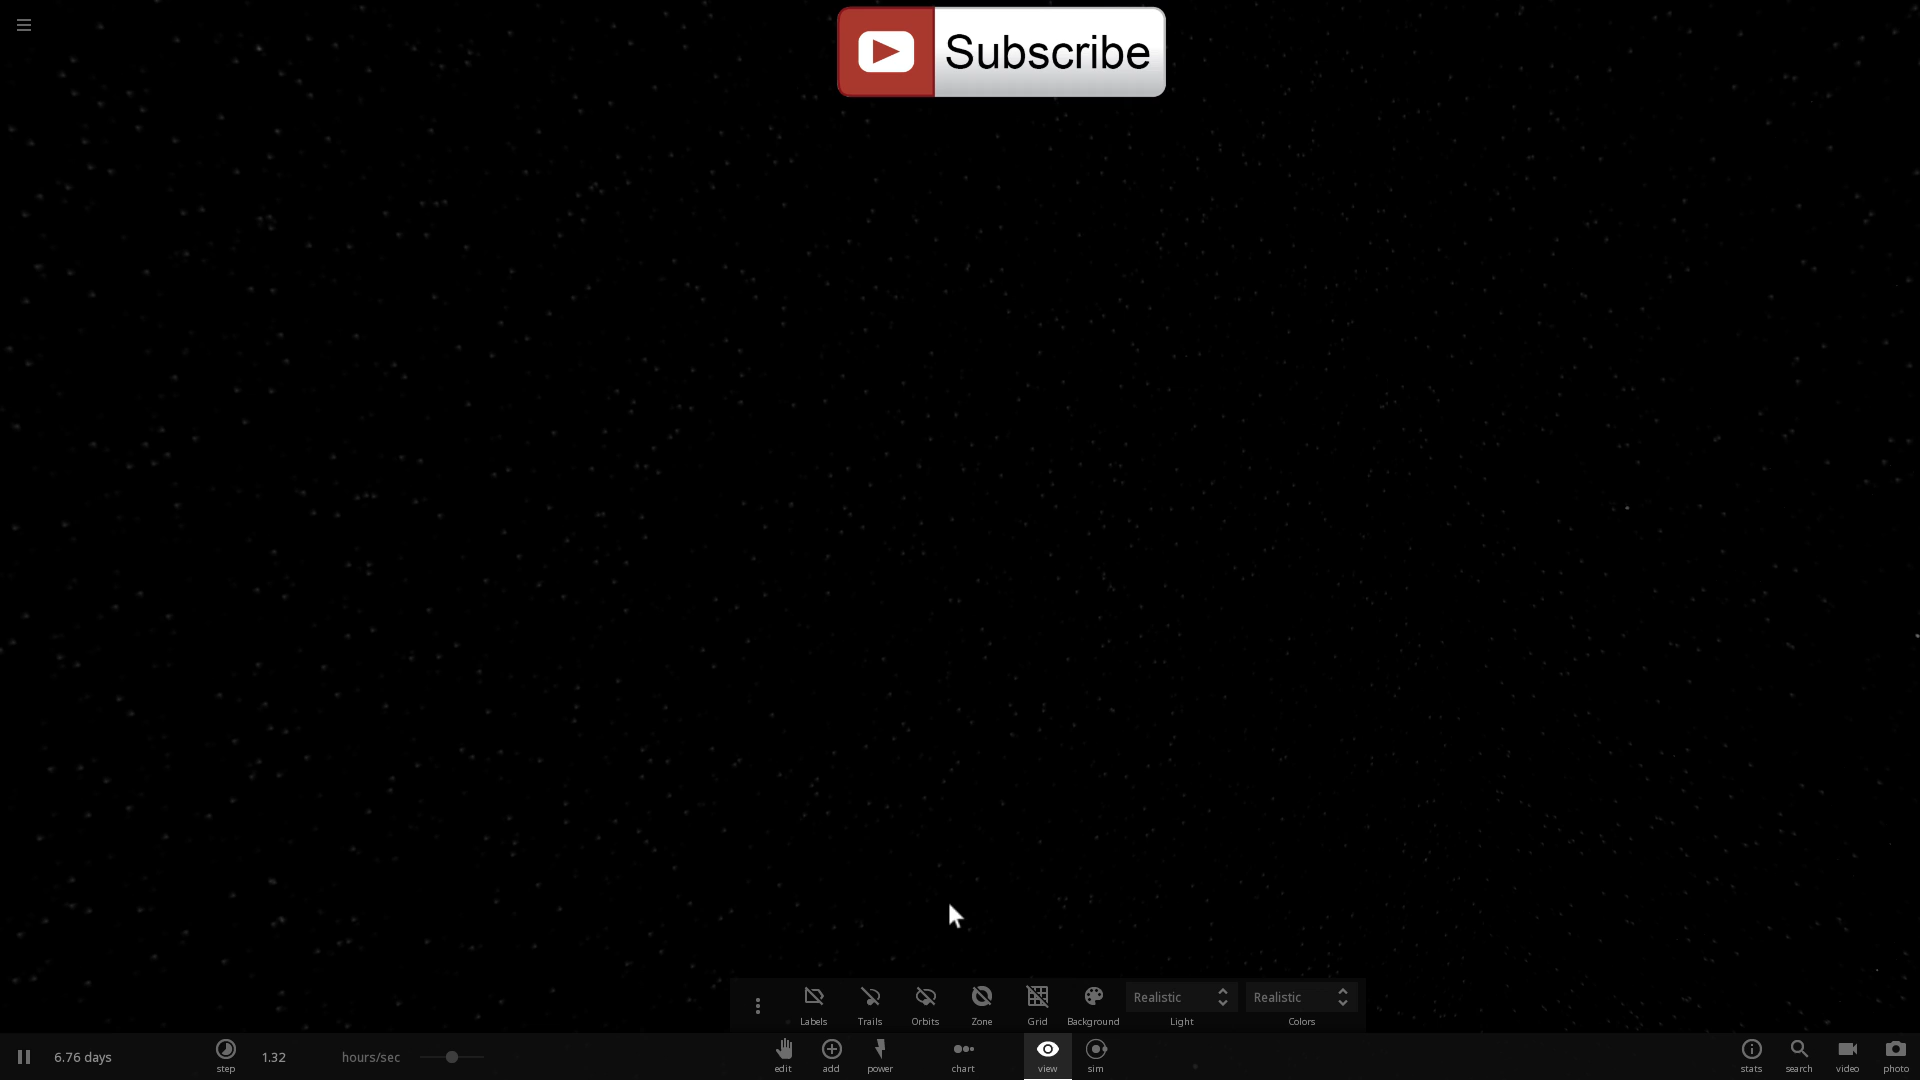 Subscribe
Realistic
Realistic
Labels
Trails
Orbits
Zone
Grid
Background
Light
Colors
6.76 days
step
1.32
hours/sec
edit
add
power
chart
view
sim
stats
search
video
photo